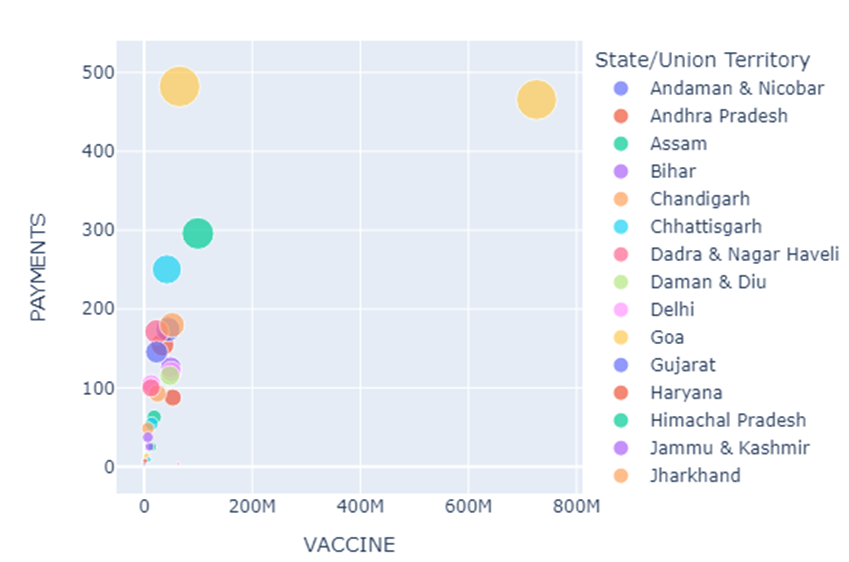 500
400
300
200
100
0
PAYMENTS
0 200M 400M 600M 800M
VACCINE
State/Union Territory
Andaman & Nicobar
Andhra Pradesh
Assam
Bihar
Chandigarh
Chhattisgarh
Dadra & Nagar Haveli
Daman & Diu
Delhi
Goa
Gujarat
Haryana
Himachal Pradesh
Jammu & Kashmir
Jharkhand